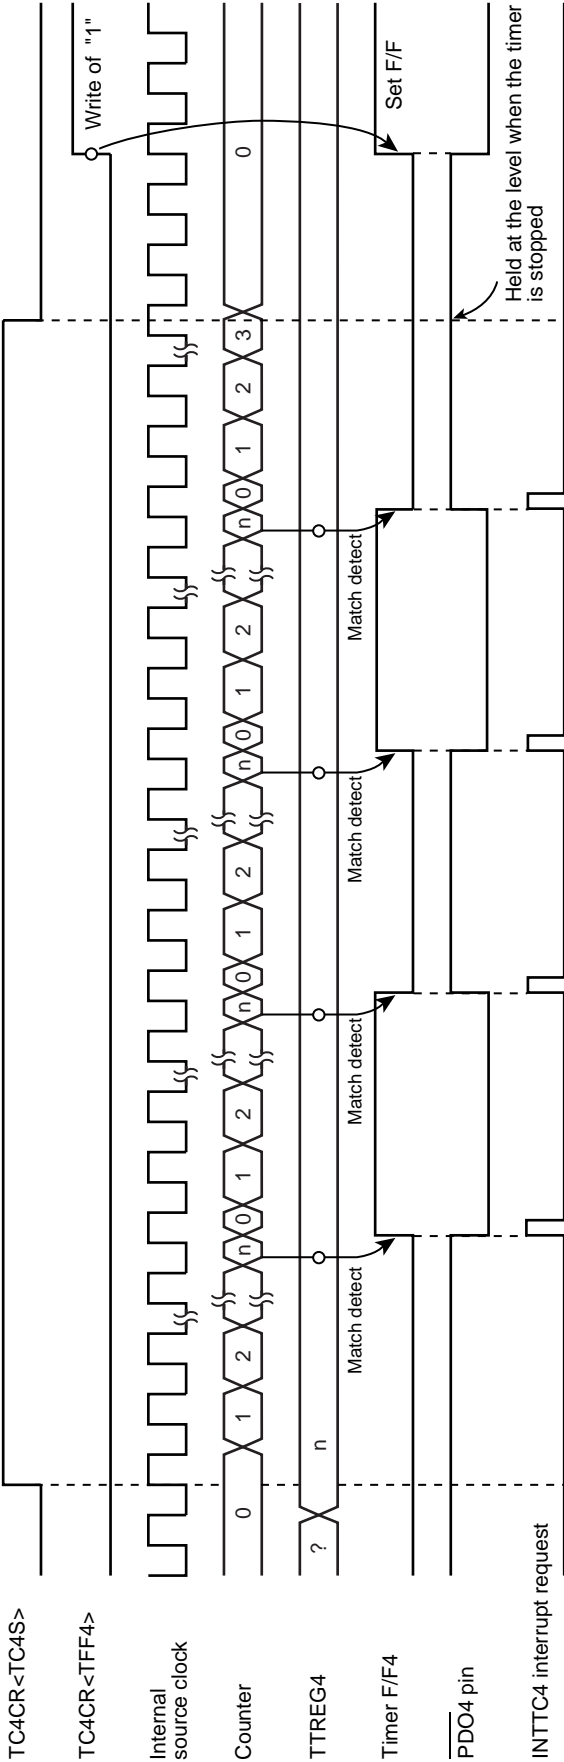 TC4CR<TC4S>
TC4CR<TFF4>
Write of "1"
Internal
source clock
Counter
0 1 2 n 0 1 2 n 0 1 2 n 0 1 2 n 0 1 2 3 0
TTREG4
? n
Match detect
Match detect
Match detect
Match detect
Timer F/F4
Set F/F
PDO4 pin
Held at the level when the timer
is stopped
INTTC4 interrupt request